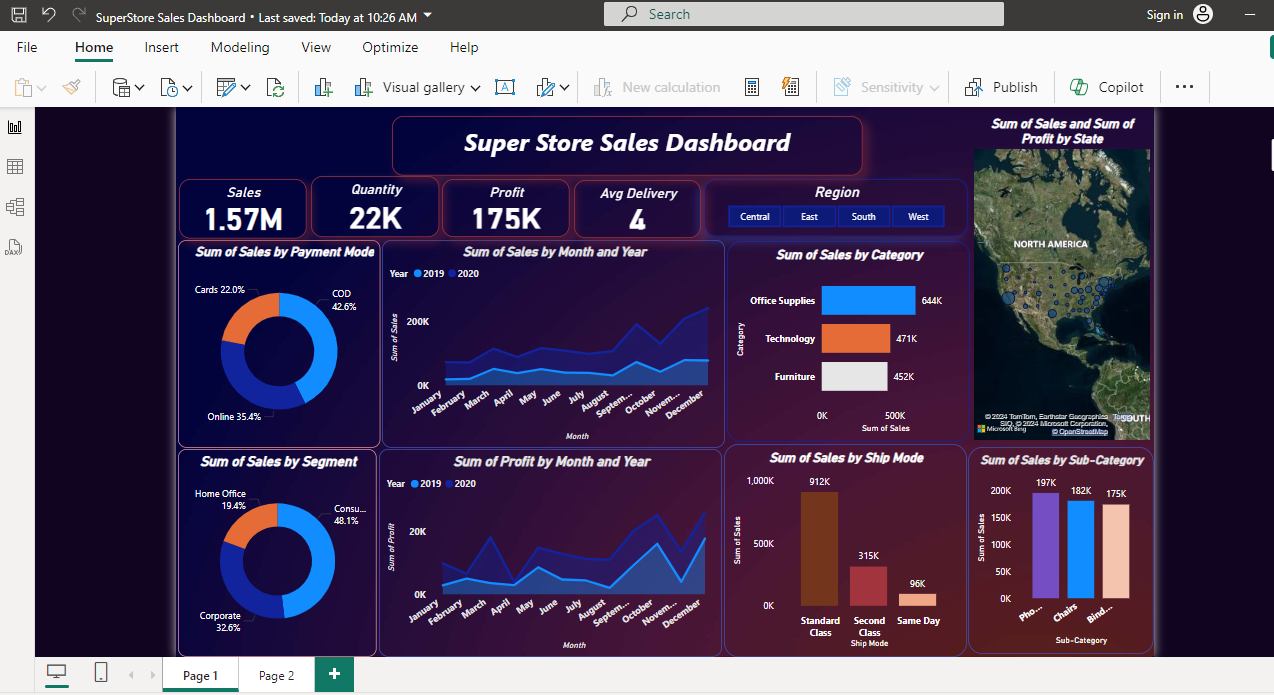 SuperStore Sales Dashboard • Last saved: Today at 10:26 AM
Search
Sign in
File Home Insert Modeling View Optimize Help
Visual gallery
New calculation
Sensitivity
Publish
Copilot
DAX
Super Store Sales Dashboard
Sales
1.57M
Quantity
22K
Profit
175K
Avg Delivery
4
Region
Central East South West
Sum of Sales and Sum of
Profit by State
NORTH AMERICA
© 2024 TomTom, Earthstar Geographics
SIO, © 2024 Microsoft Corporation,
Microsoft Bing
© OpenStreetMap
Sum of Sales by Payment Mode
Cards 22.0%
COD
42.6%
Online 35.4%
Sum of Sales by Month and Year
Year 2019 2020
Sum of Sales
200K
0K
January
February
March
April
May
June
July
August
Septem...
October
Novem...
December
Month
Sum of Sales by Category
Category
Office Supplies 644K
Technology 471K
Furniture 452K
0K 500K
Sum of Sales
Sum of Sales by Segment
Home Office
19.4%
Consu...
48.1%
Corporate
32.6%
Sum of Profit by Month and Year
Year 2019 2020
Sum of Profit
20K
0K
January
February
March
April
May
June
July
August
Septem...
October
Novem...
December
Month
Sum of Sales by Ship Mode
Sum of Sales
1,000K
500K
0K
912K
315K
96K
Standard
Class
Second
Class
Same Day
Ship Mode
Sum of Sales by Sub-Category
Sum of Sales
200K
150K
100K
50K
0K
197K
182K
175K
Pho...
Chairs
Bind...
Sub-Category
Page 1
Page 2